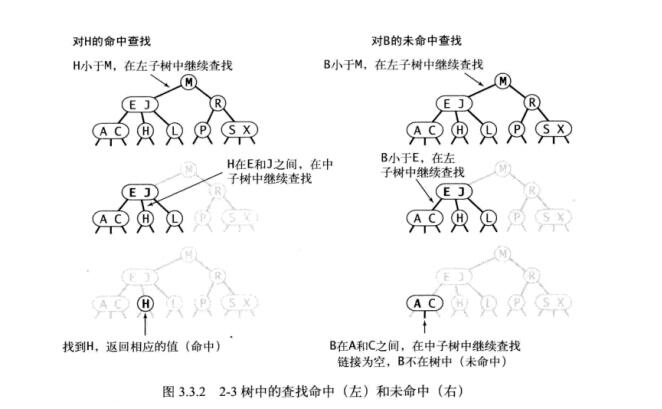 对H的命中查找
H小于M，在左子树中继续查找
M
E J
R
A C
H
L
P
S X
H在E和J之间，在中
子树中继续查找
M
E J
R
A C
H
L
P
S X
M
E J
R
A C
H
L
P
S X
找到H，返回相应的值（命中）
对B的未命中查找
B小于M，在左子树中继续查找
M
E J
R
A C
H
L
P
S X
B小于E，在左
子树中继续查找
M
E J
R
A C
H
L
P
S X
M
E J
R
A C
H
L
P
S X
B在A和C之间，在中子树中继续查找
链接为空，B不在树中（未命中）
图 3.3.2 2-3 树中的查找命中（左）和未命中（右）